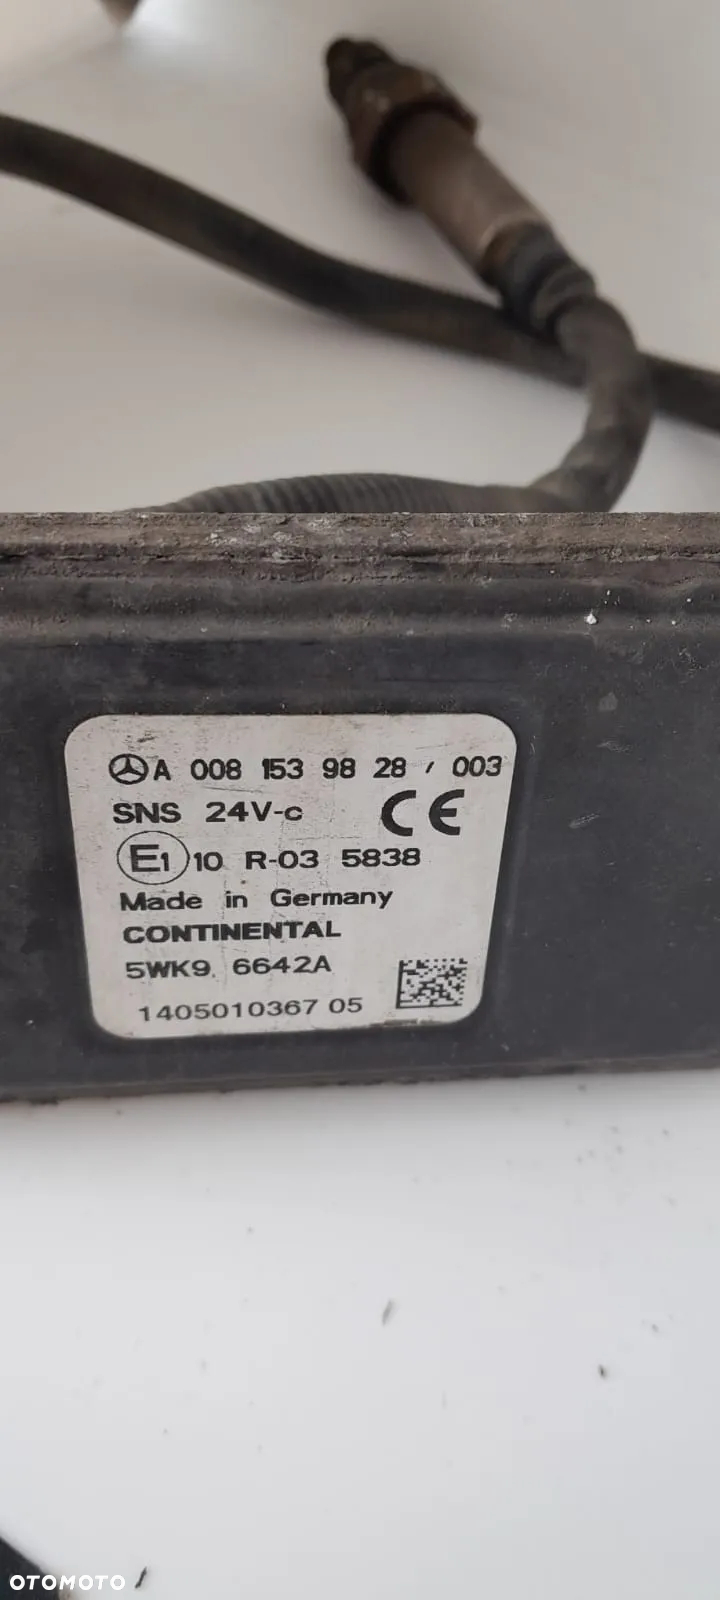 A 008 153 98 28 / 003
SNS 24V-c CE
E1 10 R-03 5838
Made in Germany
CONTINENTAL
5WK9 6642A
1405010367 05
OTOMOTO